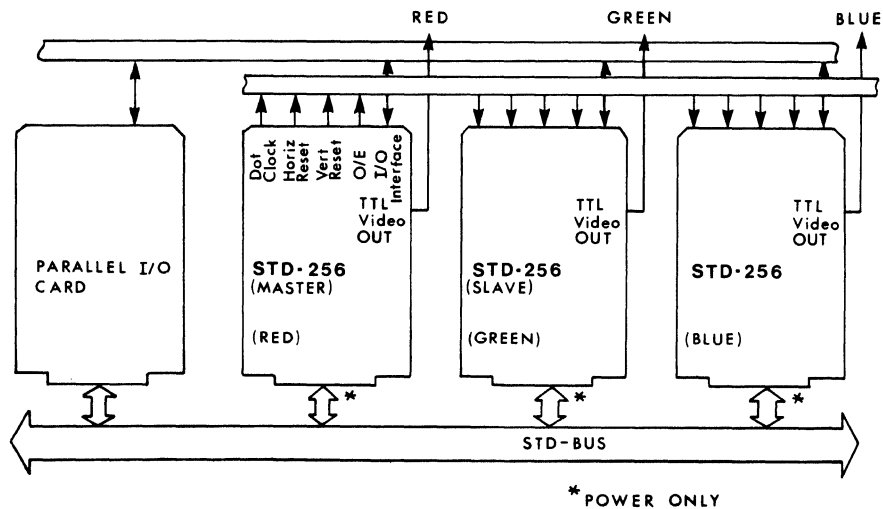 RED
GREEN
BLUE
Dot
Clock
Horiz
Reset
Vert
Reset
O/E
I/O
Interface
TTL
Video
OUT
TTL
Video
OUT
TTL
Video
OUT
PARALLEL I/O
CARD
STD-256
(MASTER)
(RED)
STD-256
(SLAVE)
(GREEN)
STD-256
(BLUE)
*
*
*
STD-BUS
*POWER ONLY